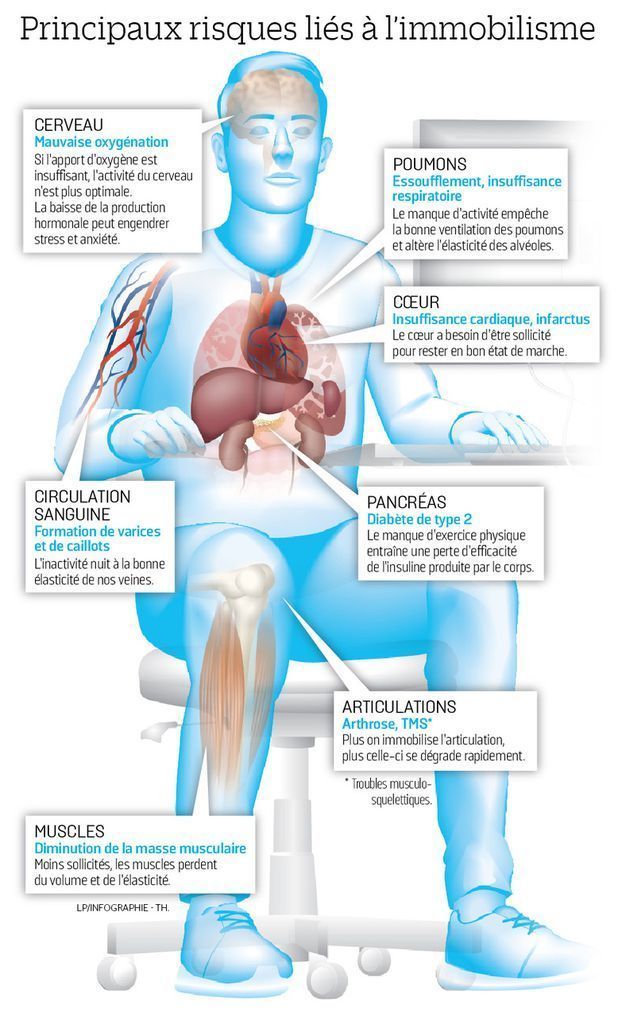 Principaux risques liés à l'immobilisme
CERVEAU
Mauvaise oxygénation
Si l'apport d'oxygène est
insuffisant, l'activité du cerveau
n'est plus optimale.
La baisse de la production
hormonale peut engendrer
stress et anxiété.
POUMONS
Essoufflement, insuffisance
respiratoire
Le manque d'activité empêche
la bonne ventilation des poumons
et altère l'élasticité des alvéoles.
CŒUR
Insuffisance cardiaque, infarctus
Le cœur a besoin d'être sollicité
pour rester en bon état de marche.
CIRCULATION
SANGUINE
Formation de varices
et de caillots
L'inactivité nuit à la bonne
élasticité de nos veines.
PANCRÉAS
Diabète de type 2
Le manque d'exercice physique
entraîne une perte d'efficacité
de l'insuline produite par le corps.
ARTICULATIONS
Arthrose, TMS*
Plus on immobilise l'articulation,
plus celle-ci se dégrade rapidement.
* Troubles musculo-
squelettiques.
MUSCLES
Diminution de la masse musculaire
Moins sollicités, les muscles perdent
du volume et de l'élasticité.
LP/INFOGRAPHIE - TH.